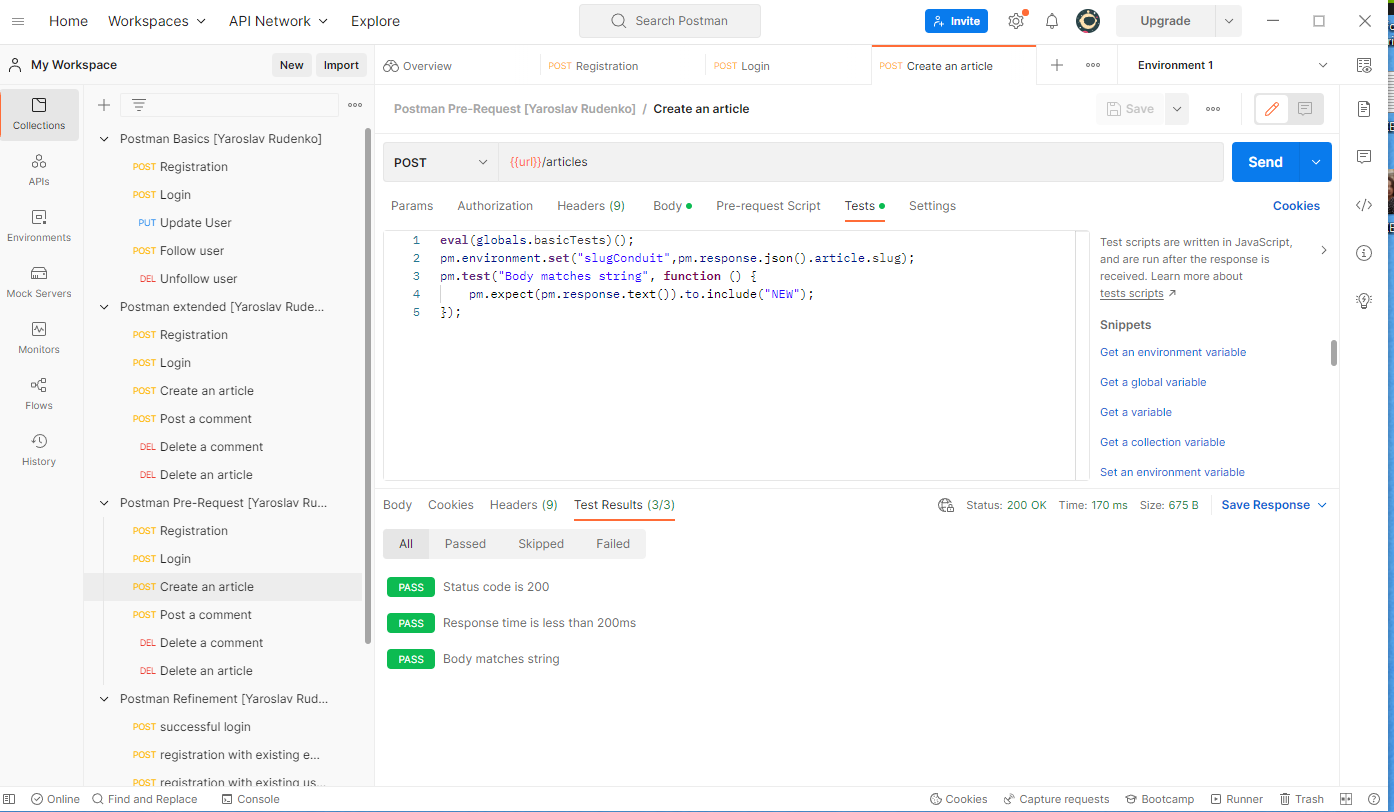 Home Workspaces API Network Explore Search Postman Invite Upgrade
My Workspace New Import Overview POST Registration POST Login POST Create an article Environment 1
Collections
APIs
Environments
Mock Servers
Monitors
Flows
History
Postman Basics [Yaroslav Rudenko]
POST Registration
POST Login
PUT Update User
POST Follow user
DEL Unfollow user
Postman extended [Yaroslav Rude...
POST Registration
POST Login
POST Create an article
POST Post a comment
DEL Delete a comment
DEL Delete an article
Postman Pre-Request [Yaroslav Ru...
POST Registration
POST Login
POST Create an article
POST Post a comment
DEL Delete a comment
DEL Delete an article
Postman Refinement [Yaroslav Rud...
POST successful login
POST registration with existing e...
POST registration with existing us...
Postman Pre-Request [Yaroslav Rudenko] / Create an article Save
POST {{url}}/articles Send
Params Authorization Headers (9) Body Pre-request Script Tests Settings Cookies
1 eval(globals.basicTests)();
2 pm.environment.set("slugConduit",pm.response.json().article.slug);
3 pm.test("Body matches string", function () {
4 pm.expect(pm.response.text()).to.include("NEW");
5 });
Test scripts are written in JavaScript,
and are run after the response is
received. Learn more about
tests scripts
Snippets
Get an environment variable
Get a global variable
Get a variable
Get a collection variable
Set an environment variable
Body Cookies Headers (9) Test Results (3/3) Status: 200 OK Time: 170 ms Size: 675 B Save Response
All Passed Skipped Failed
PASS Status code is 200
PASS Response time is less than 200ms
PASS Body matches string
Online Find and Replace Console Cookies Capture requests Bootcamp Runner Trash